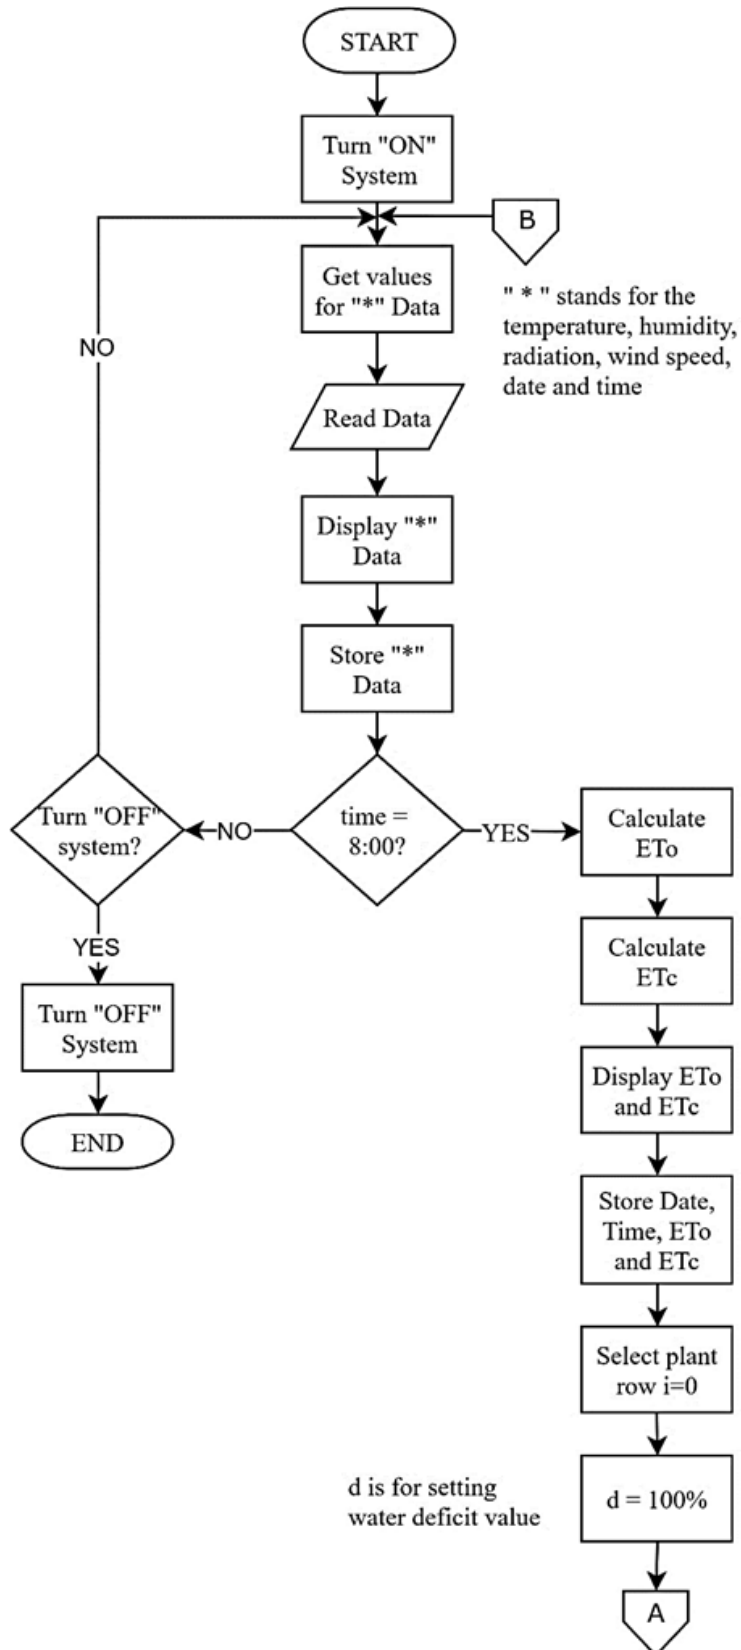 START
Turn "ON"
System
B
Get values
for "*" Data
" * " stands for the
temperature, humidity,
radiation, wind speed,
date and time
NO
Read Data
Display "*"
Data
Store "*"
Data
Turn "OFF"
system?
NO
time =
8:00?
YES
Calculate
ETo
YES
Calculate
ETc
Turn "OFF"
System
Display ETo
and ETc
END
Store Date,
Time, ETo
and ETc
Select plant
row i=0
d is for setting
water deficit value
d = 100%
A